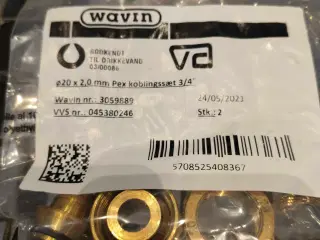 wavin
GODKENDT
TIL DRIKKEVAND
va
ø20 x 2,0 mm Pex koblingssæt 3/4"
Wavin nr.:3059889
24/05/2023
VVS nr.:045380246
Stk.:2
5708525408367